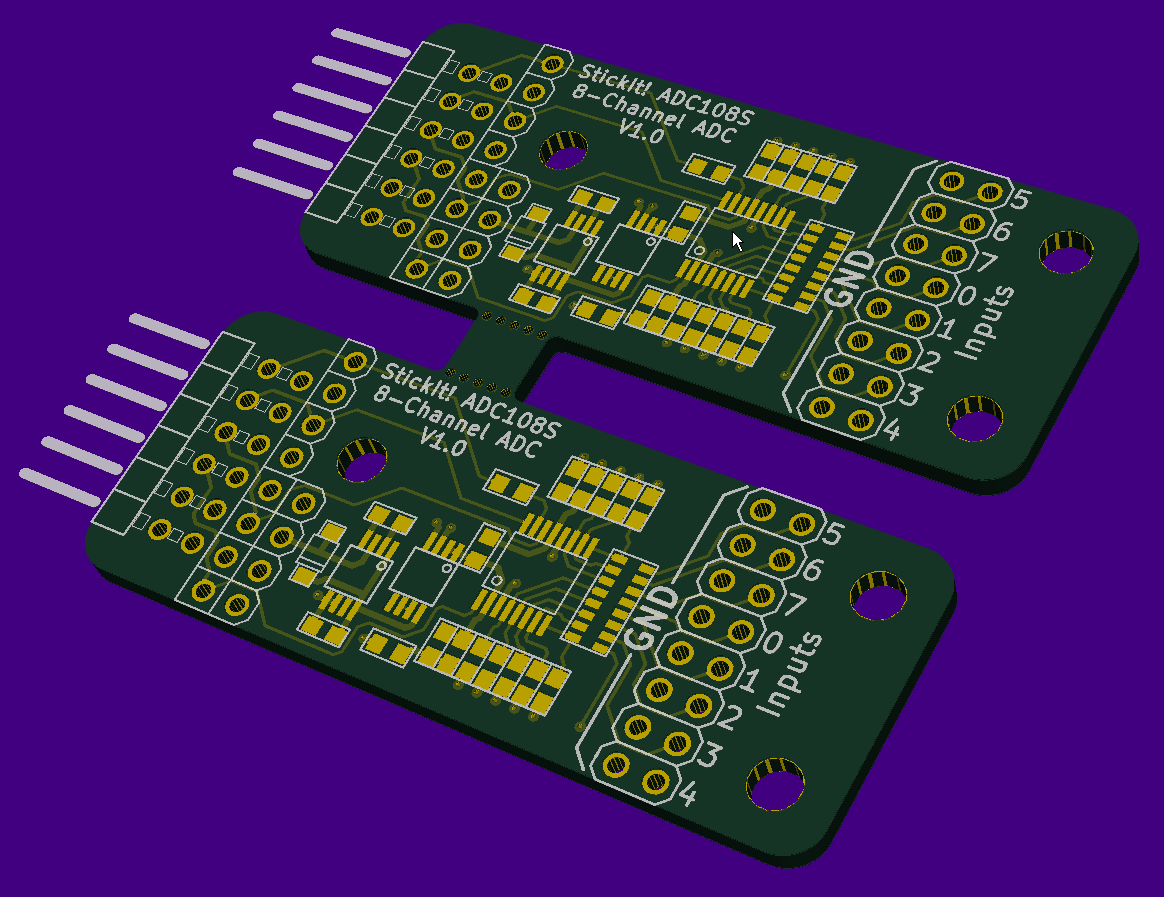 StickIt! ADC108S
8-Channel ADC
V1.0
GND
5
6
7
0
1
2
3
4
Inputs
StickIt! ADC108S
8-Channel ADC
V1.0
GND
5
6
7
0
1
2
3
4
Inputs